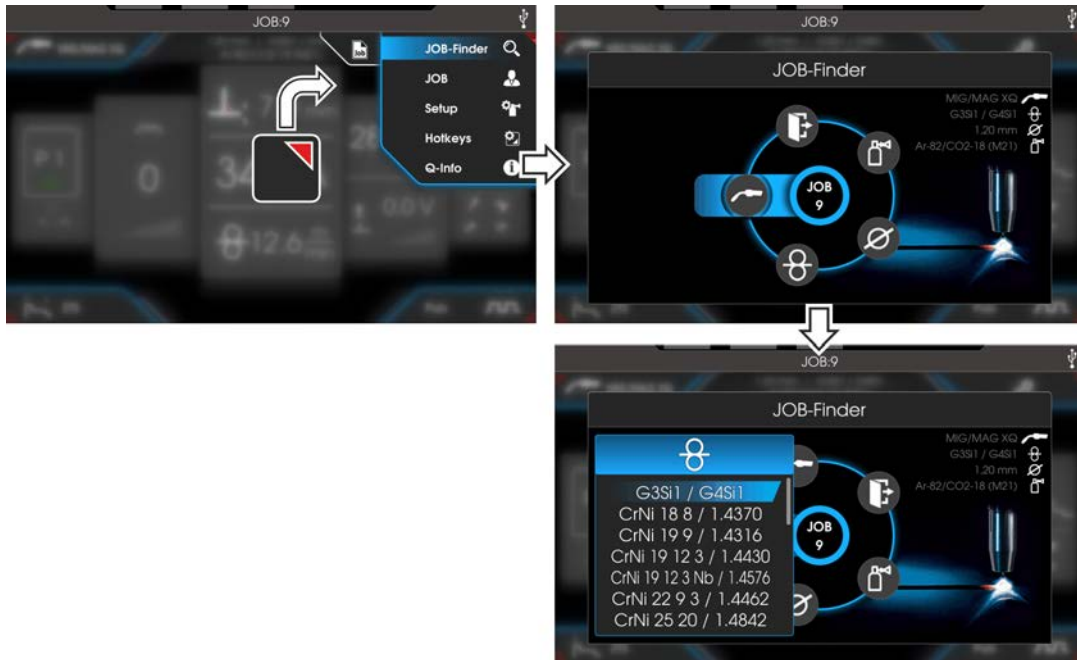 JOB:9
JOB-Finder
JOB
Setup
Hotkeys
Q-Info
12.6
JOB:9
JOB-Finder
MIG/MAG XQ
G3Si1 / G4Si1
1.20 mm
Ar-82/CO2-18 (M21)
JOB
9
JOB:9
JOB-Finder
MIG/MAG XQ
G3Si1 / G4Si1
1.20 mm
Ar-82/CO2-18 (M21)
G3Si1 / G4Si1
CrNi 18 8 / 1.4370
CrNi 19 9 / 1.4316
CrNi 19 12 3 / 1.4430
CrNi 19 12 3 Nb / 1.4576
CrNi 22 9 3 / 1.4462
CrNi 25 20 / 1.4842
JOB
9